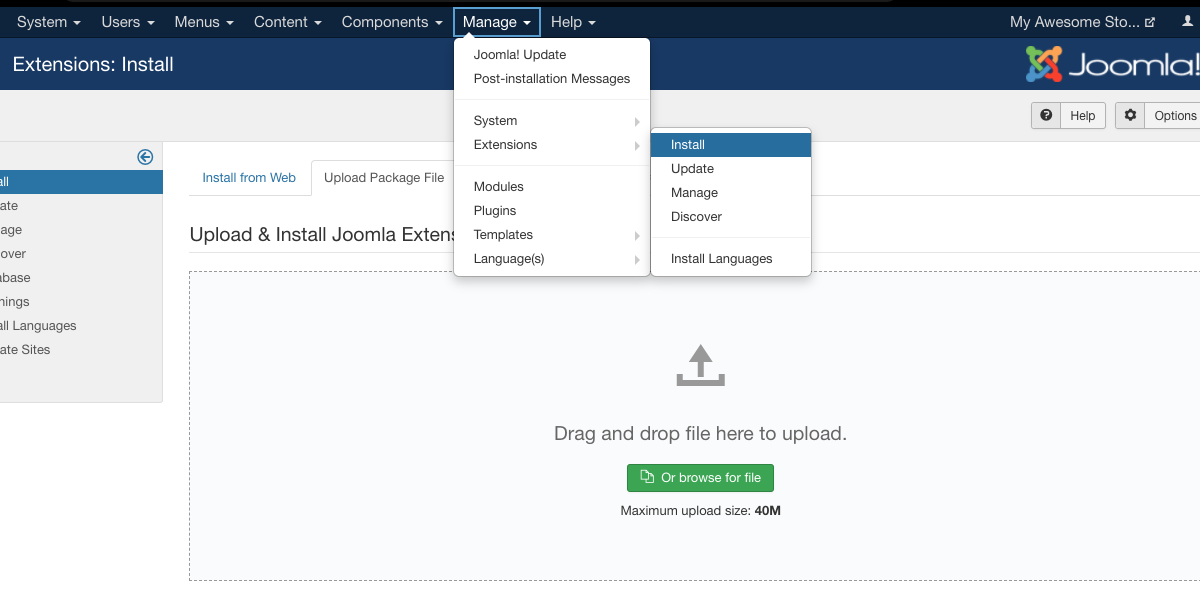 System Users Menus Content Components Manage Help My Awesome Sto...
Extensions: Install
Joomla!
Joomla! Update
Post-installation Messages
System
Extensions
Modules
Plugins
Templates
Language(s)
Install
Update
Manage
Discover
Install Languages
Help Options
all
ate
age
over
abase
nings
all Languages
ate Sites
Install from Web Upload Package File
Upload & Install Joomla Extens
Drag and drop file here to upload.
Or browse for file
Maximum upload size: 40M